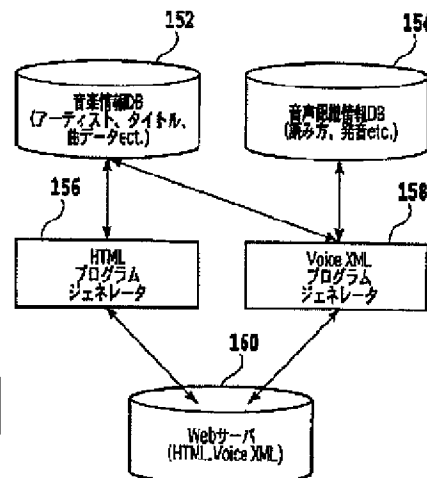 152
音楽情報DB
(アーティスト、タイトル、
曲データect.)
154
音声認識情報DB
(読み方、発音etc.)
156
HTML
プログラム
ジェネレータ
158
Voice XML
プログラム
ジェネレータ
160
Webサーバ
(HTML.Voice XML)